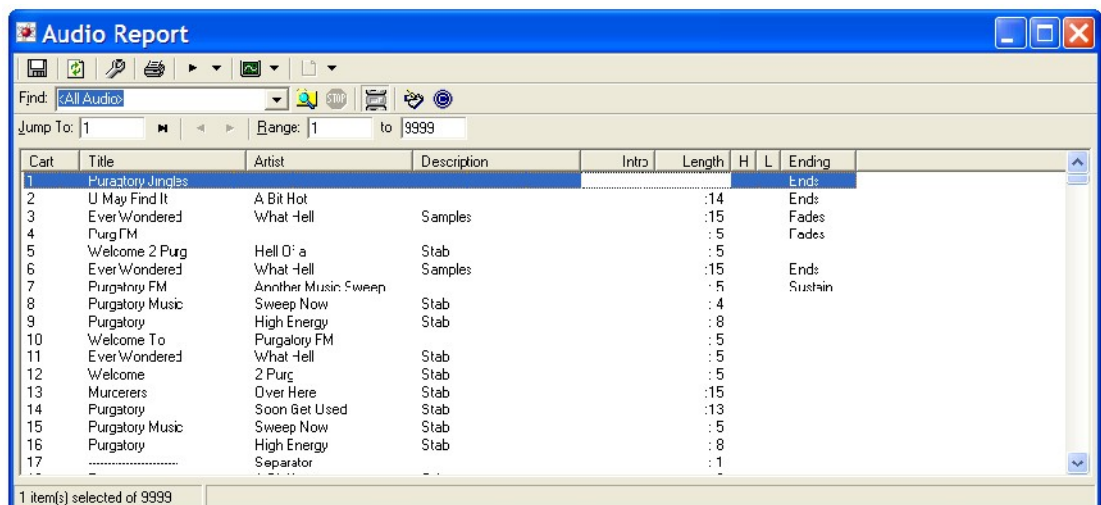 Audio Report
Find: <All Audio> STOP
Jump To: 1 Range: 1 to 9999
Cart Title Artist Description Intro Length H L Ending
1 Puragtory Jingles Ends
2 U May Find It A Bit Hot :14 Ends
3 Ever Wondered What Hell Samples :15 Fades
4 Purg FM : 5 Fades
5 Welcome 2 Purg Hell Of a Stab : 5
6 Ever Wondered What Hell Samples :15 Ends
7 Purgatory FM Another Music Sweep : 5 Sustain
8 Purgatory Music Sweep Now Stab : 4
9 Purgatory High Energy Stab : 8
10 Welcome To Purgatory FM : 5
11 Ever Wondered What Hell Stab : 5
12 Welcome 2 Purg Stab : 5
13 Murcerers Over Here Stab :15
14 Purgatory Soon Get Used Stab :13
15 Purgatory Music Sweep Now Stab : 5
16 Purgatory High Energy Stab : 8
17 ------------------------ Separator : 1
1 item(s) selected of 9999